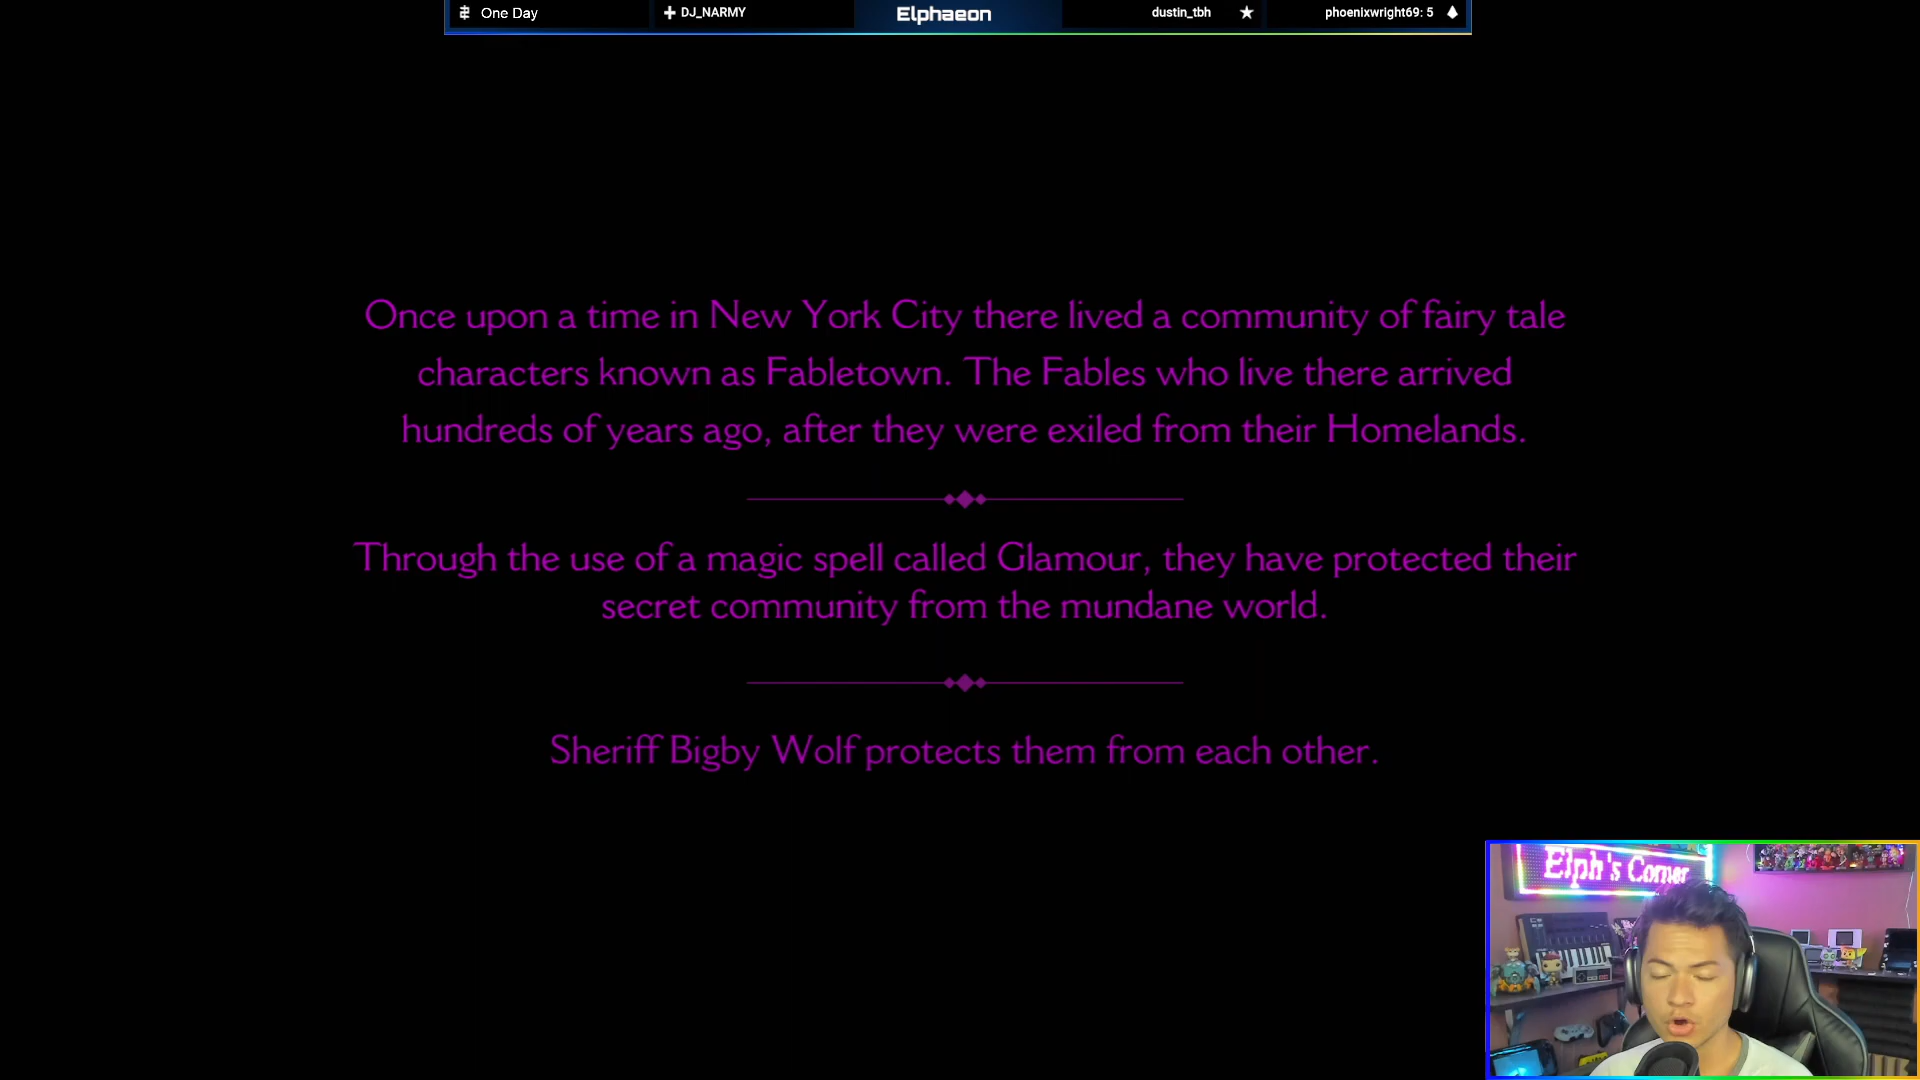 One Day
DJ_NARMY
Elphaeon
dustin_tbh
phoenixwright69: 5
Once upon a time in New York City there lived a community of fairy tale
characters known as Fabletown. The Fables who live there arrived
hundreds of years ago, after they were exiled from their Homelands.
Through the use of a magic spell called Glamour, they have protected their
secret community from the mundane world.
Sheriff Bigby Wolf protects them from each other.
Elph's Corner